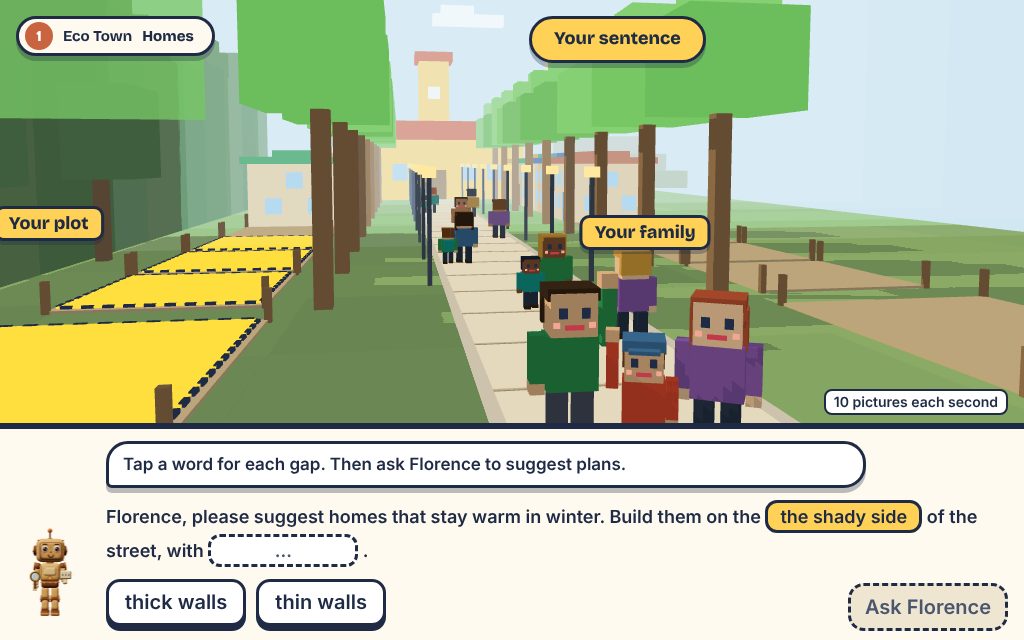 1 Eco Town Homes
Your sentence
Your plot
Your family
10 pictures each second
Tap a word for each gap. Then ask Florence to suggest plans.
Florence, please suggest homes that stay warm in winter. Build them on the the shady side of the
street, with ... .
thick walls thin walls
Ask Florence